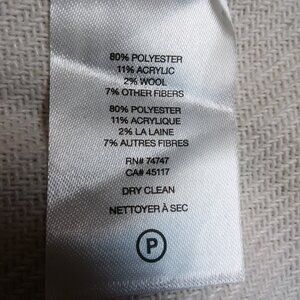 80% POLYESTER
11% ACRYLIC
2% WOOL
7% OTHER FIBERS
80% POLYESTER
11% ACRYLIQUE
2% LA LAINE
7% AUTRES FIBRES
RN# 74747
CA# 45117
DRY CLEAN
NETTOYER À SEC
P